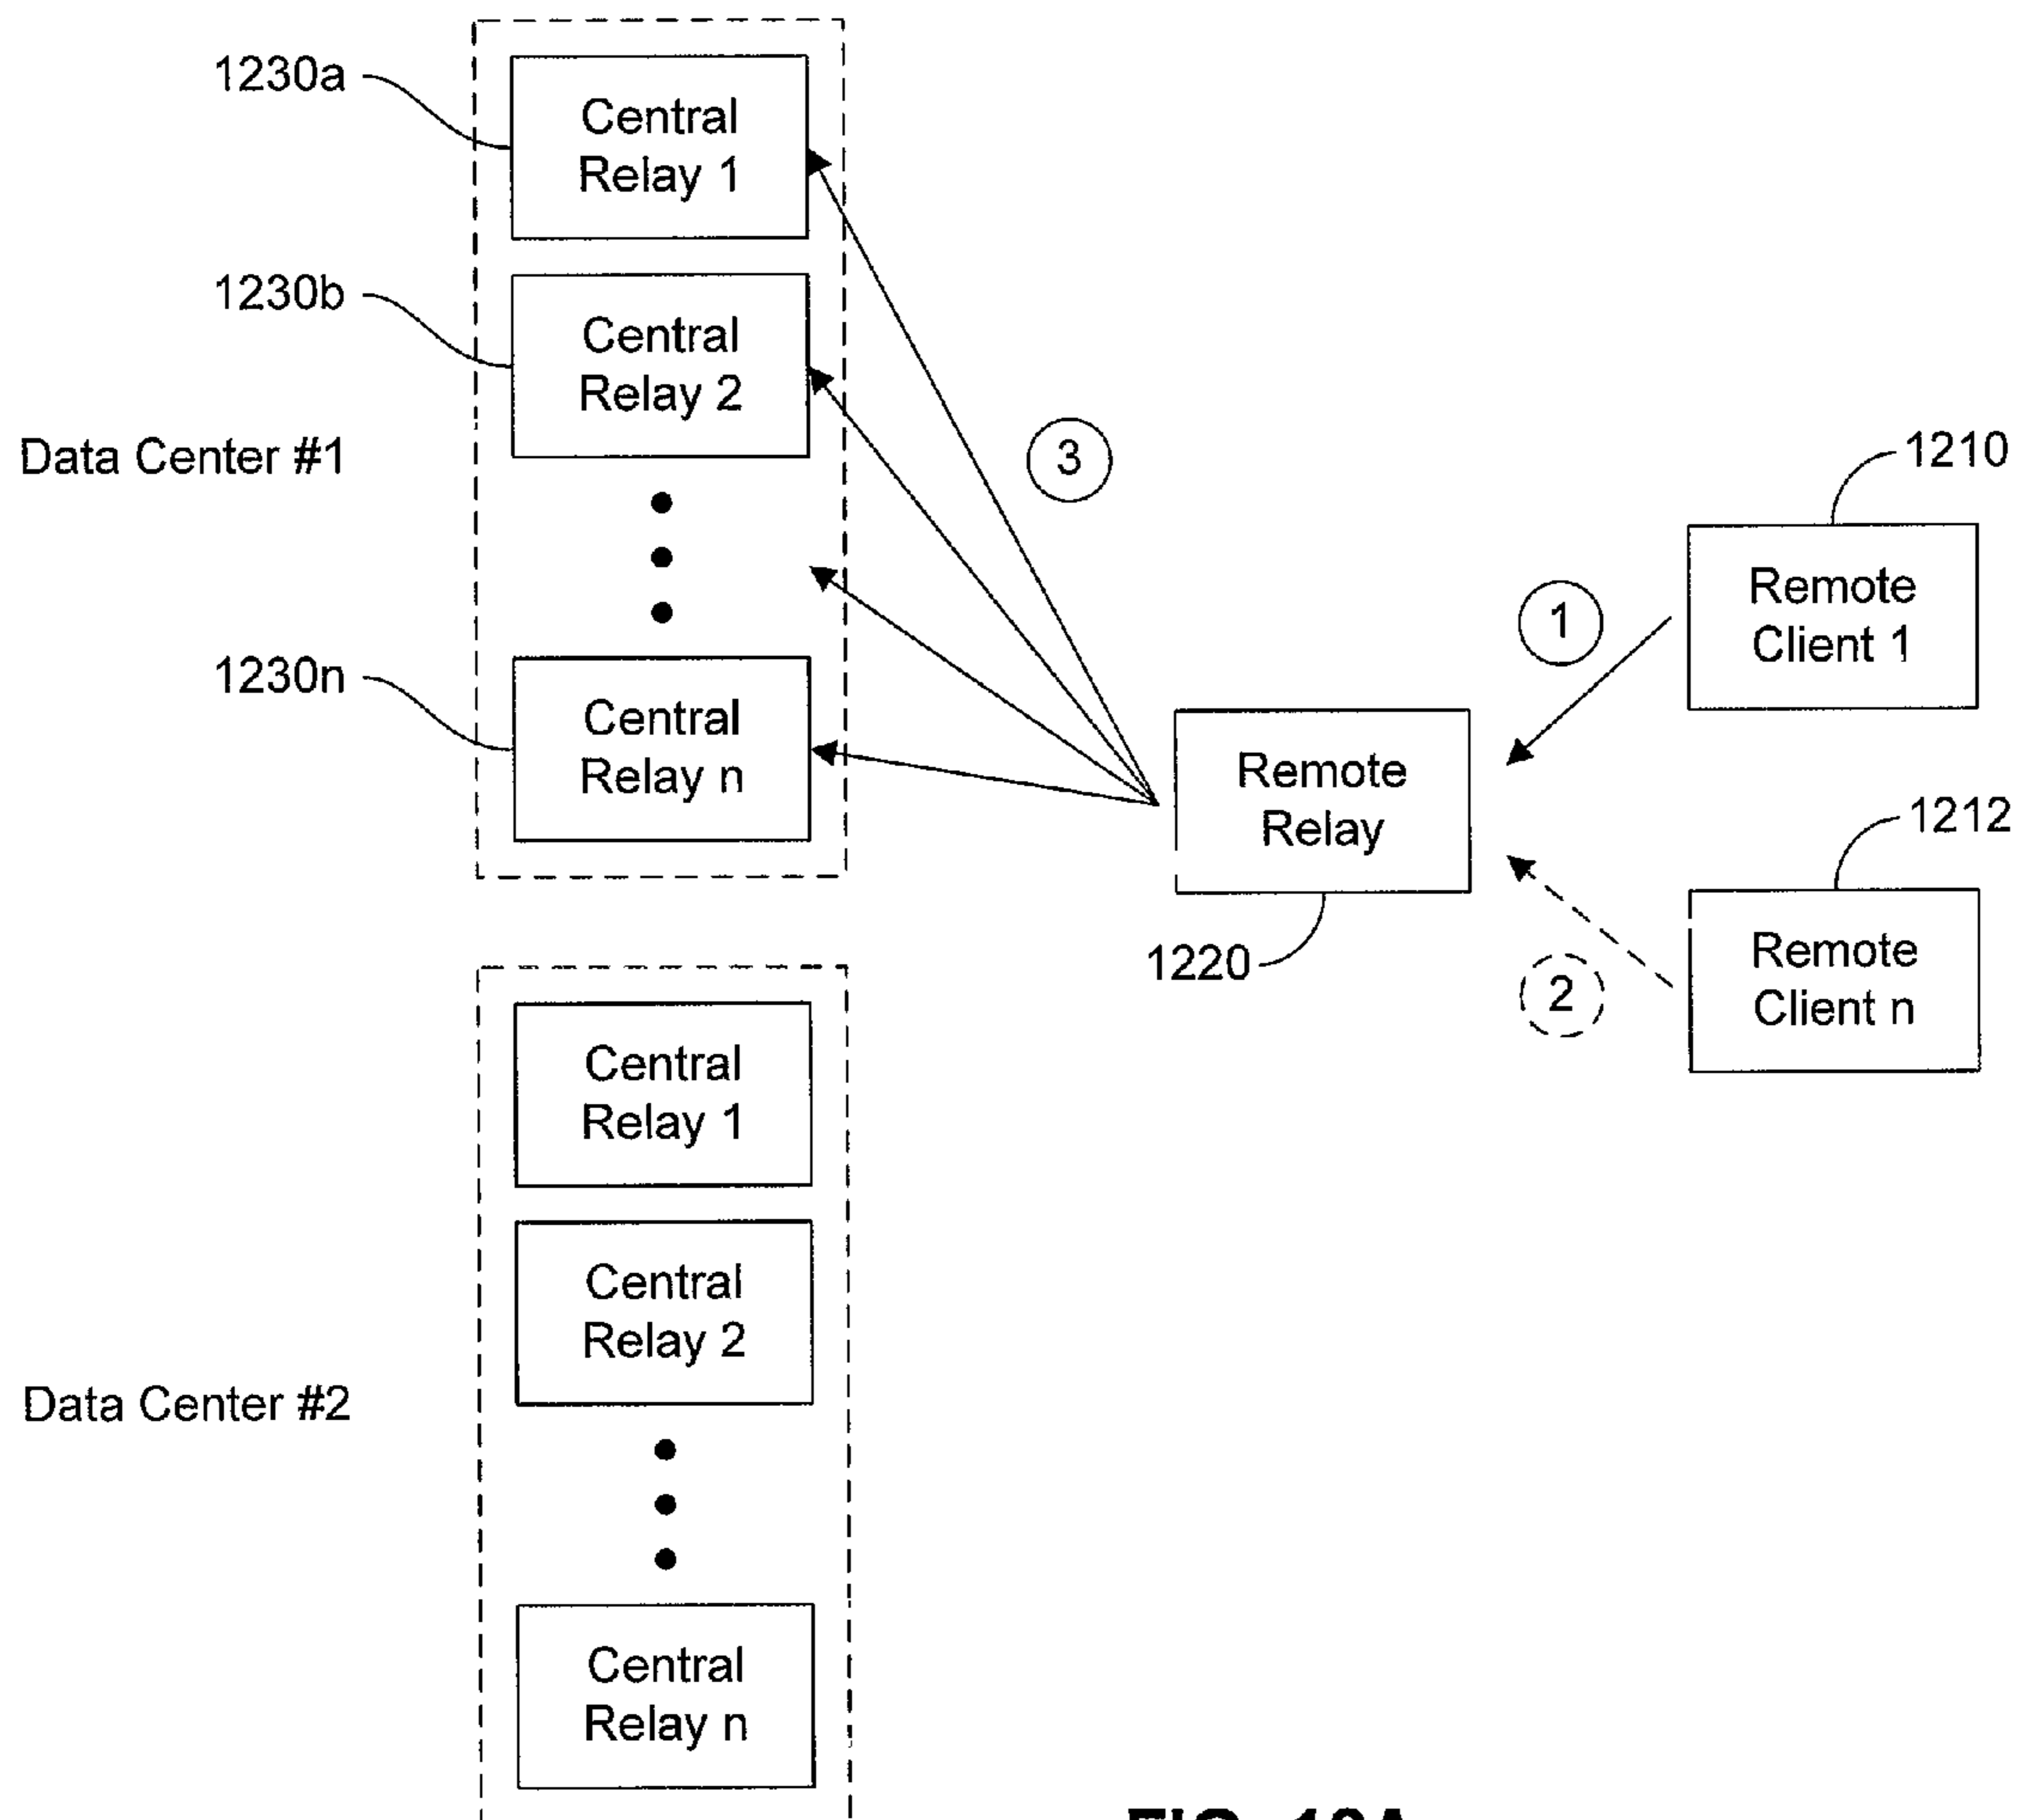 1230a
Central
Relay 1
1230b
Central
Relay 2
Data Center #1
3
1210
Remote
Client 1
1
1230n
Central
Relay n
Remote
Relay
1212
1220
2
Remote
Client n
Central
Relay 1
Central
Relay 2
Data Center #2
Central
Relay n